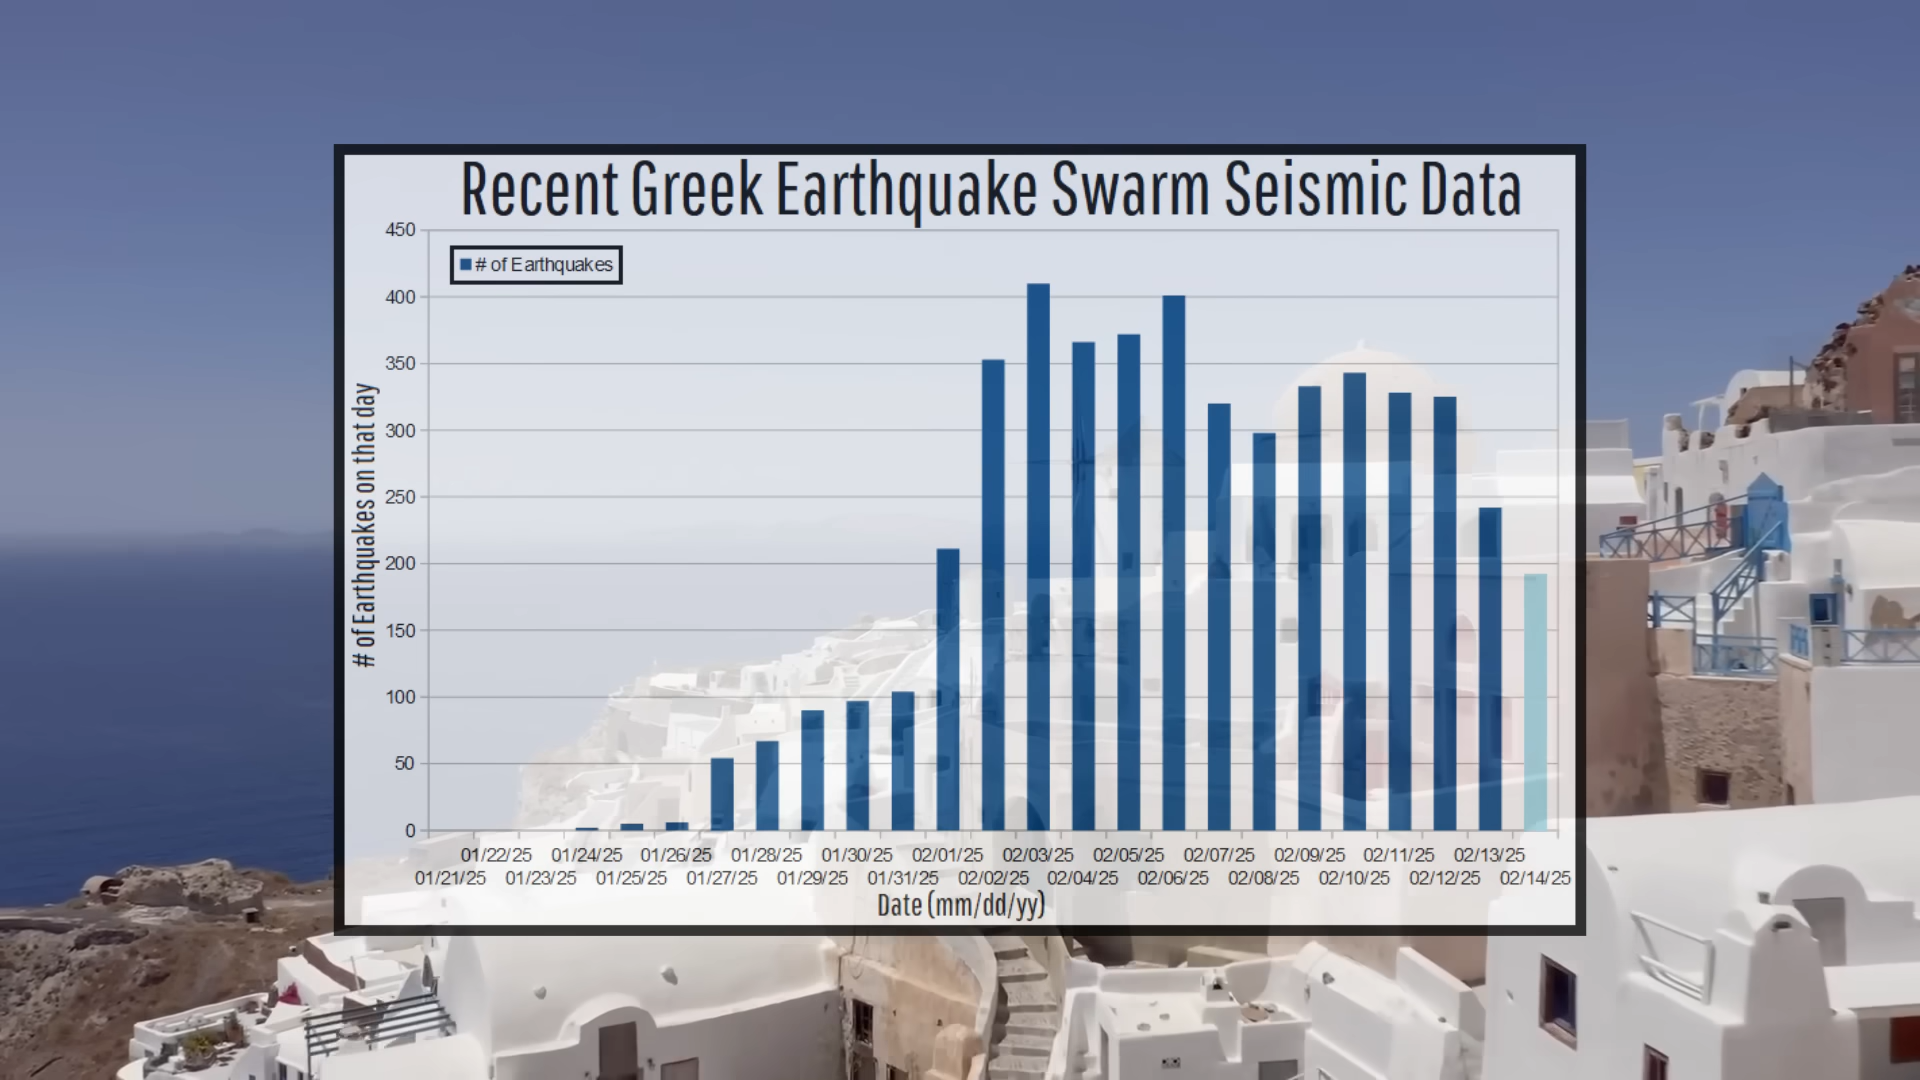 Recent Greek Earthquake Swarm Seismic Data
# of Earthquakes
# of Earthquakes on that day
450
400
350
300
250
200
150
100
50
0
01/22/25 01/24/25 01/26/25 01/28/25 01/30/25 02/01/25 02/03/25 02/05/25 02/07/25 02/09/25 02/11/25 02/13/25
01/21/25 01/23/25 01/25/25 01/27/25 01/29/25 01/31/25 02/02/25 02/04/25 02/06/25 02/08/25 02/10/25 02/12/25 02/14/25
Date (mm/dd/yy)